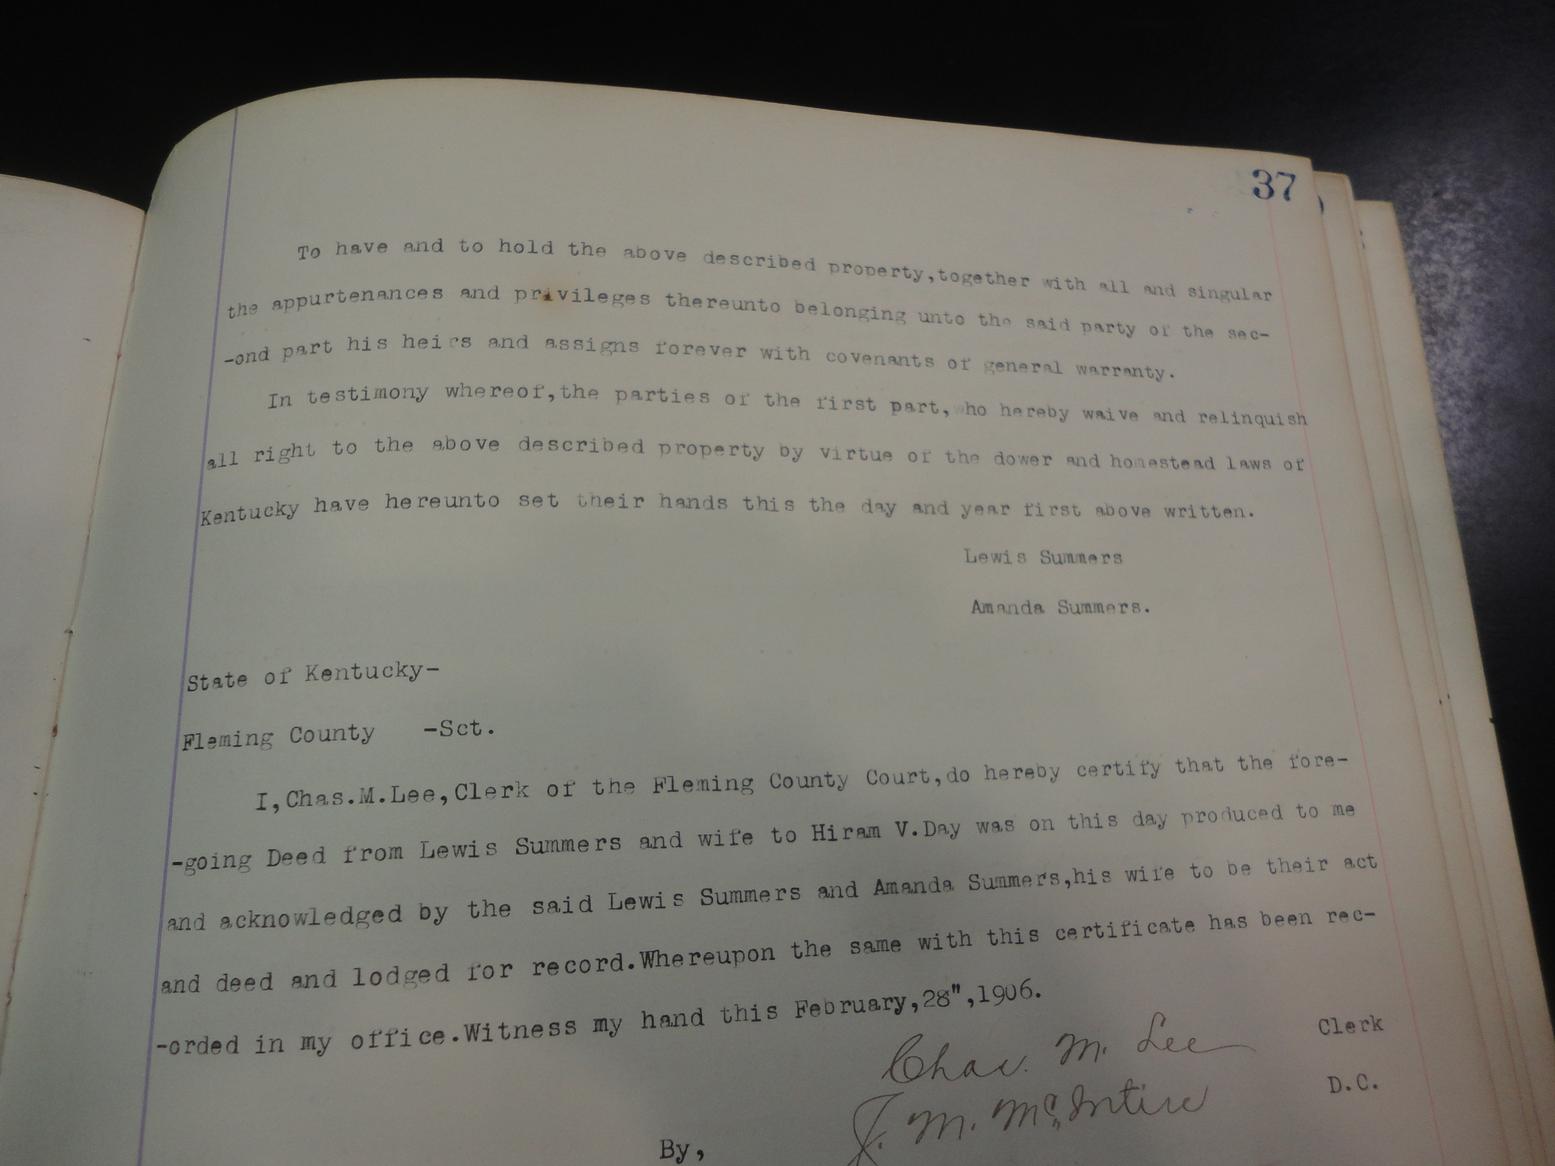 37
To have and to hold the above described property,together with all and singular
the appurtenances and privileges thereunto belonging unto the said party of the sec-
-ond part his heirs and assigns forever with covenants of general warranty.
In testimony whereof,the parties of the first part,who hereby waive and relinquish
all right to the above described property by virtue of the dower and homestead laws of
Kentucky have hereunto set their hands this the day and year first above written.
Lewis Summers
Amanda Summers.
State of Kentucky-
Fleming County -Sct.
I,Chas.M.Lee,Clerk of the Fleming County Court,do hereby certify that the fore-
-going Deed from Lewis Summers and wife to Hiram V.Day was on this day produced to me
and acknowledged by the said Lewis Summers and Amanda Summers,his wife to be their act
and deed and lodged for record.Whereupon the same with this certificate has been rec-
-orded in my office.Witness my hand this February,28",1906.
Chas. M. Lee Clerk
By, J. M. McIntire D.C.